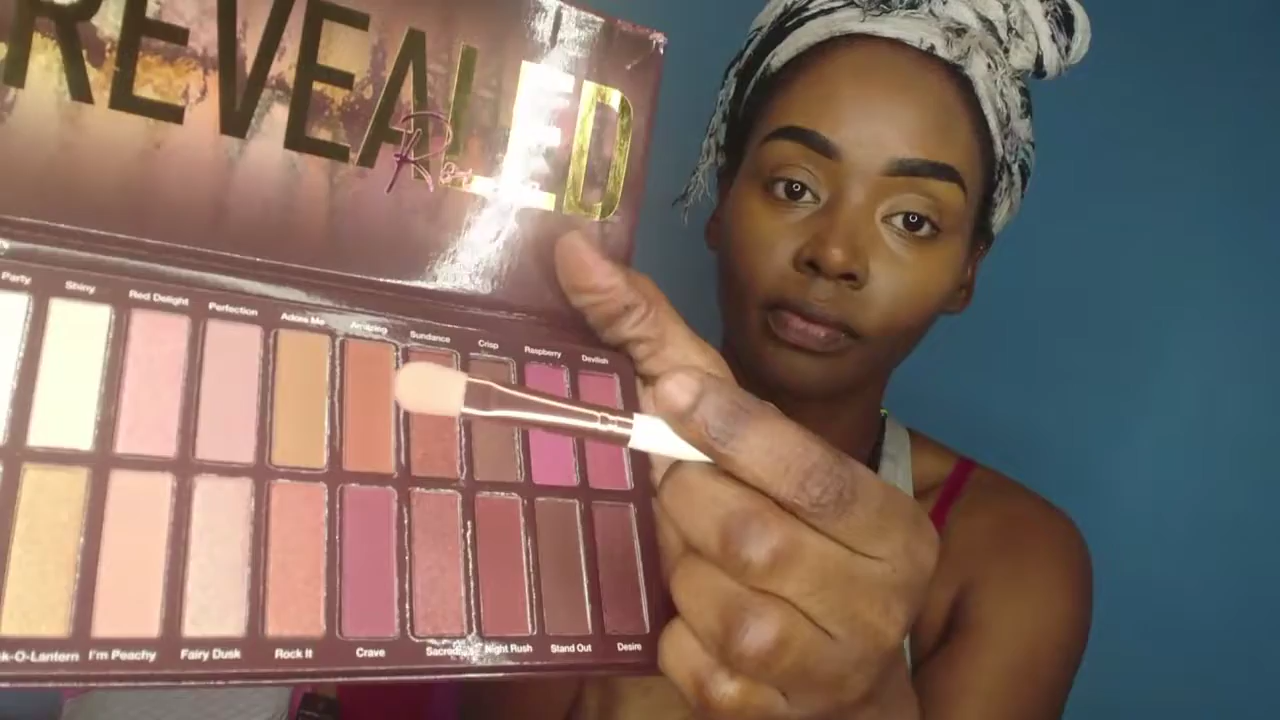 REVEALED
Party Shiny Red Delight Perfection Adore Me Amazing Sundance Crisp Raspberry Devilish
k-O-Lantern I'm Peachy Fairy Dusk Rock It Crave Night Rush Stand Out Desire